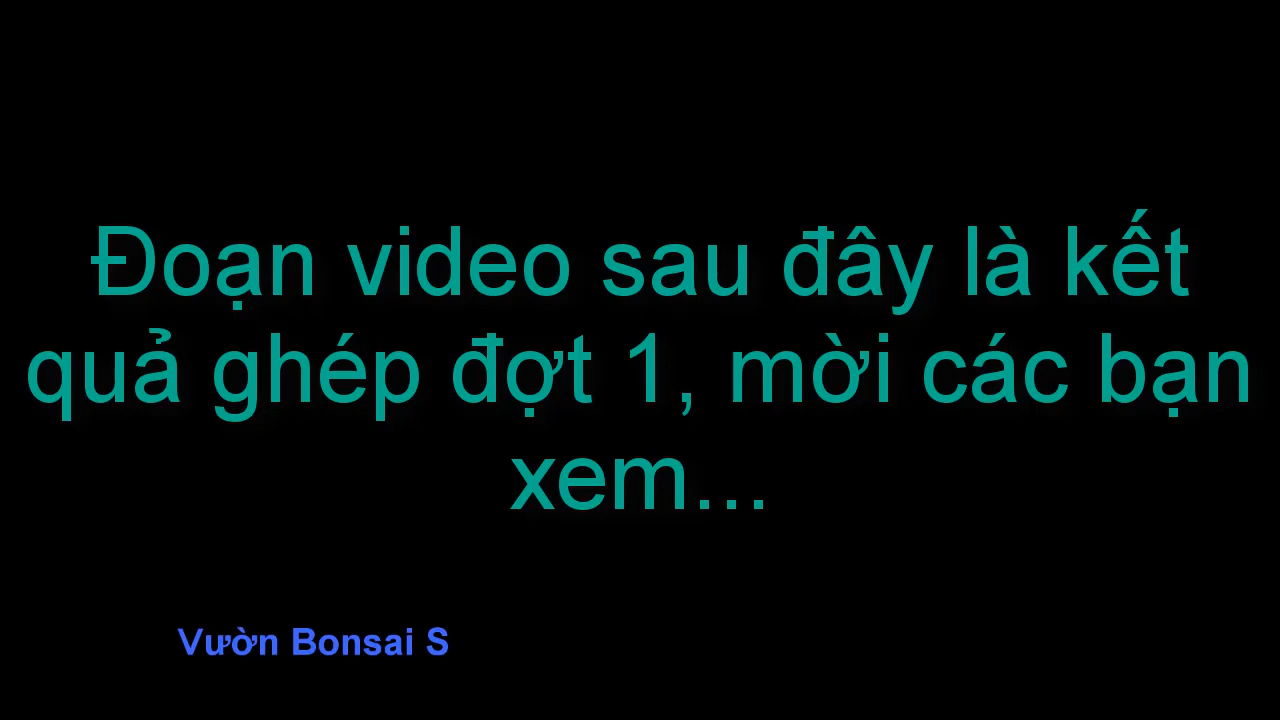 Đoạn video sau đây là kết
quả ghép đợt 1, mời các bạn
xem...
Vườn Bonsai S